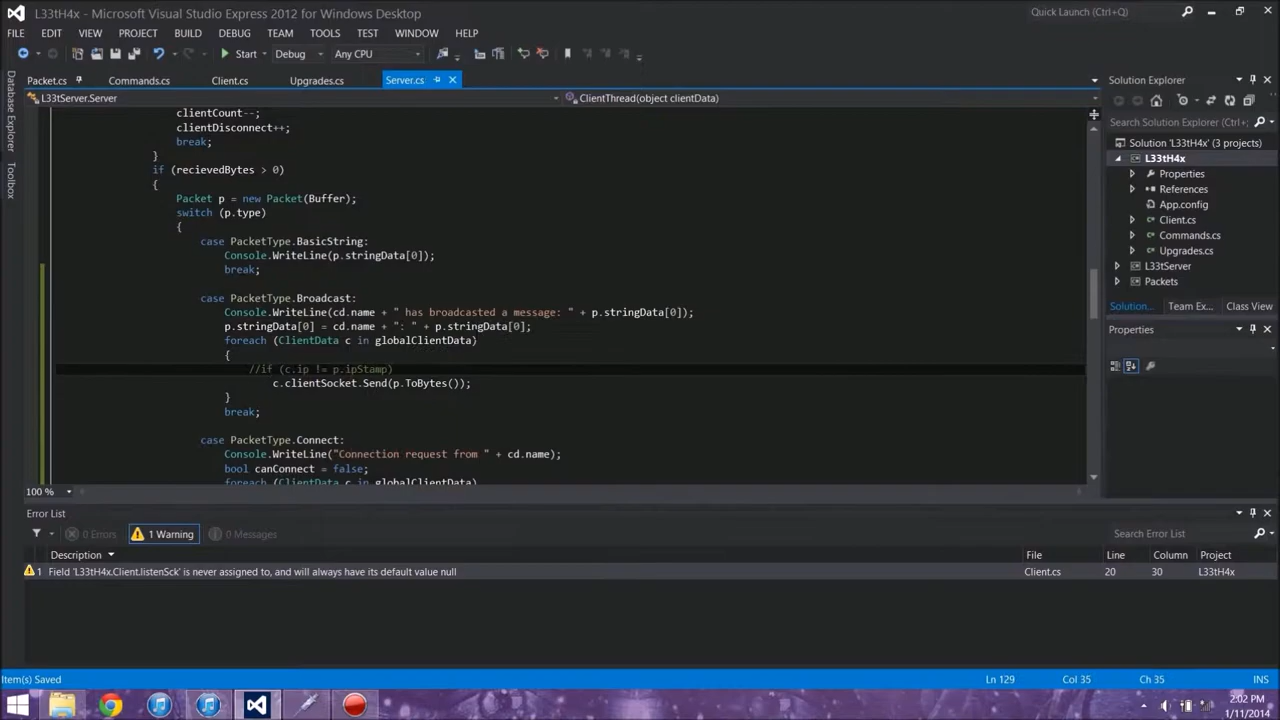 L33tH4x - Microsoft Visual Studio Express 2012 for Windows Desktop
Quick Launch (Ctrl+Q)
FILE EDIT VIEW PROJECT BUILD DEBUG TEAM TOOLS TEST WINDOW HELP
Start Debug Any CPU
Database Explorer
Toolbox
Packet.cs Commands.cs Client.cs Upgrades.cs Server.cs
L33tServer.Server ClientThread(object clientData)
clientCount--;
clientDisconnect++;
break;
}
if (recievedBytes > 0)
{
Packet p = new Packet(Buffer);
switch (p.type)
{
case PacketType.BasicString:
Console.WriteLine(p.stringData[0]);
break;
case PacketType.Broadcast:
Console.WriteLine(cd.name + " has broadcasted a message: " + p.stringData[0]);
p.stringData[0] = cd.name + ": " + p.stringData[0];
foreach (ClientData c in globalClientData)
{
//if (c.ip != p.ipStamp)
c.clientSocket.Send(p.ToBytes());
}
break;
case PacketType.Connect:
Console.WriteLine("Connection request from " + cd.name);
bool canConnect = false;
foreach (ClientData c in globalClientData)
100 %
Solution Explorer
Search Solution Explorer (Ctrl+;
Solution 'L33tH4x' (3 projects)
L33tH4x
Properties
References
App.config
Client.cs
Commands.cs
Upgrades.cs
L33tServer
Packets
Solution... Team Ex... Class View
Properties
Error List
0 Errors 1 Warning 0 Messages
Search Error List
Description File Line Column Project
1 Field 'L33tH4x.Client.listenSck' is never assigned to, and will always have its default value null Client.cs 20 30 L33tH4x
Item(s) Saved Ln 129 Col 35 Ch 35 INS
2:02 PM
1/11/2014